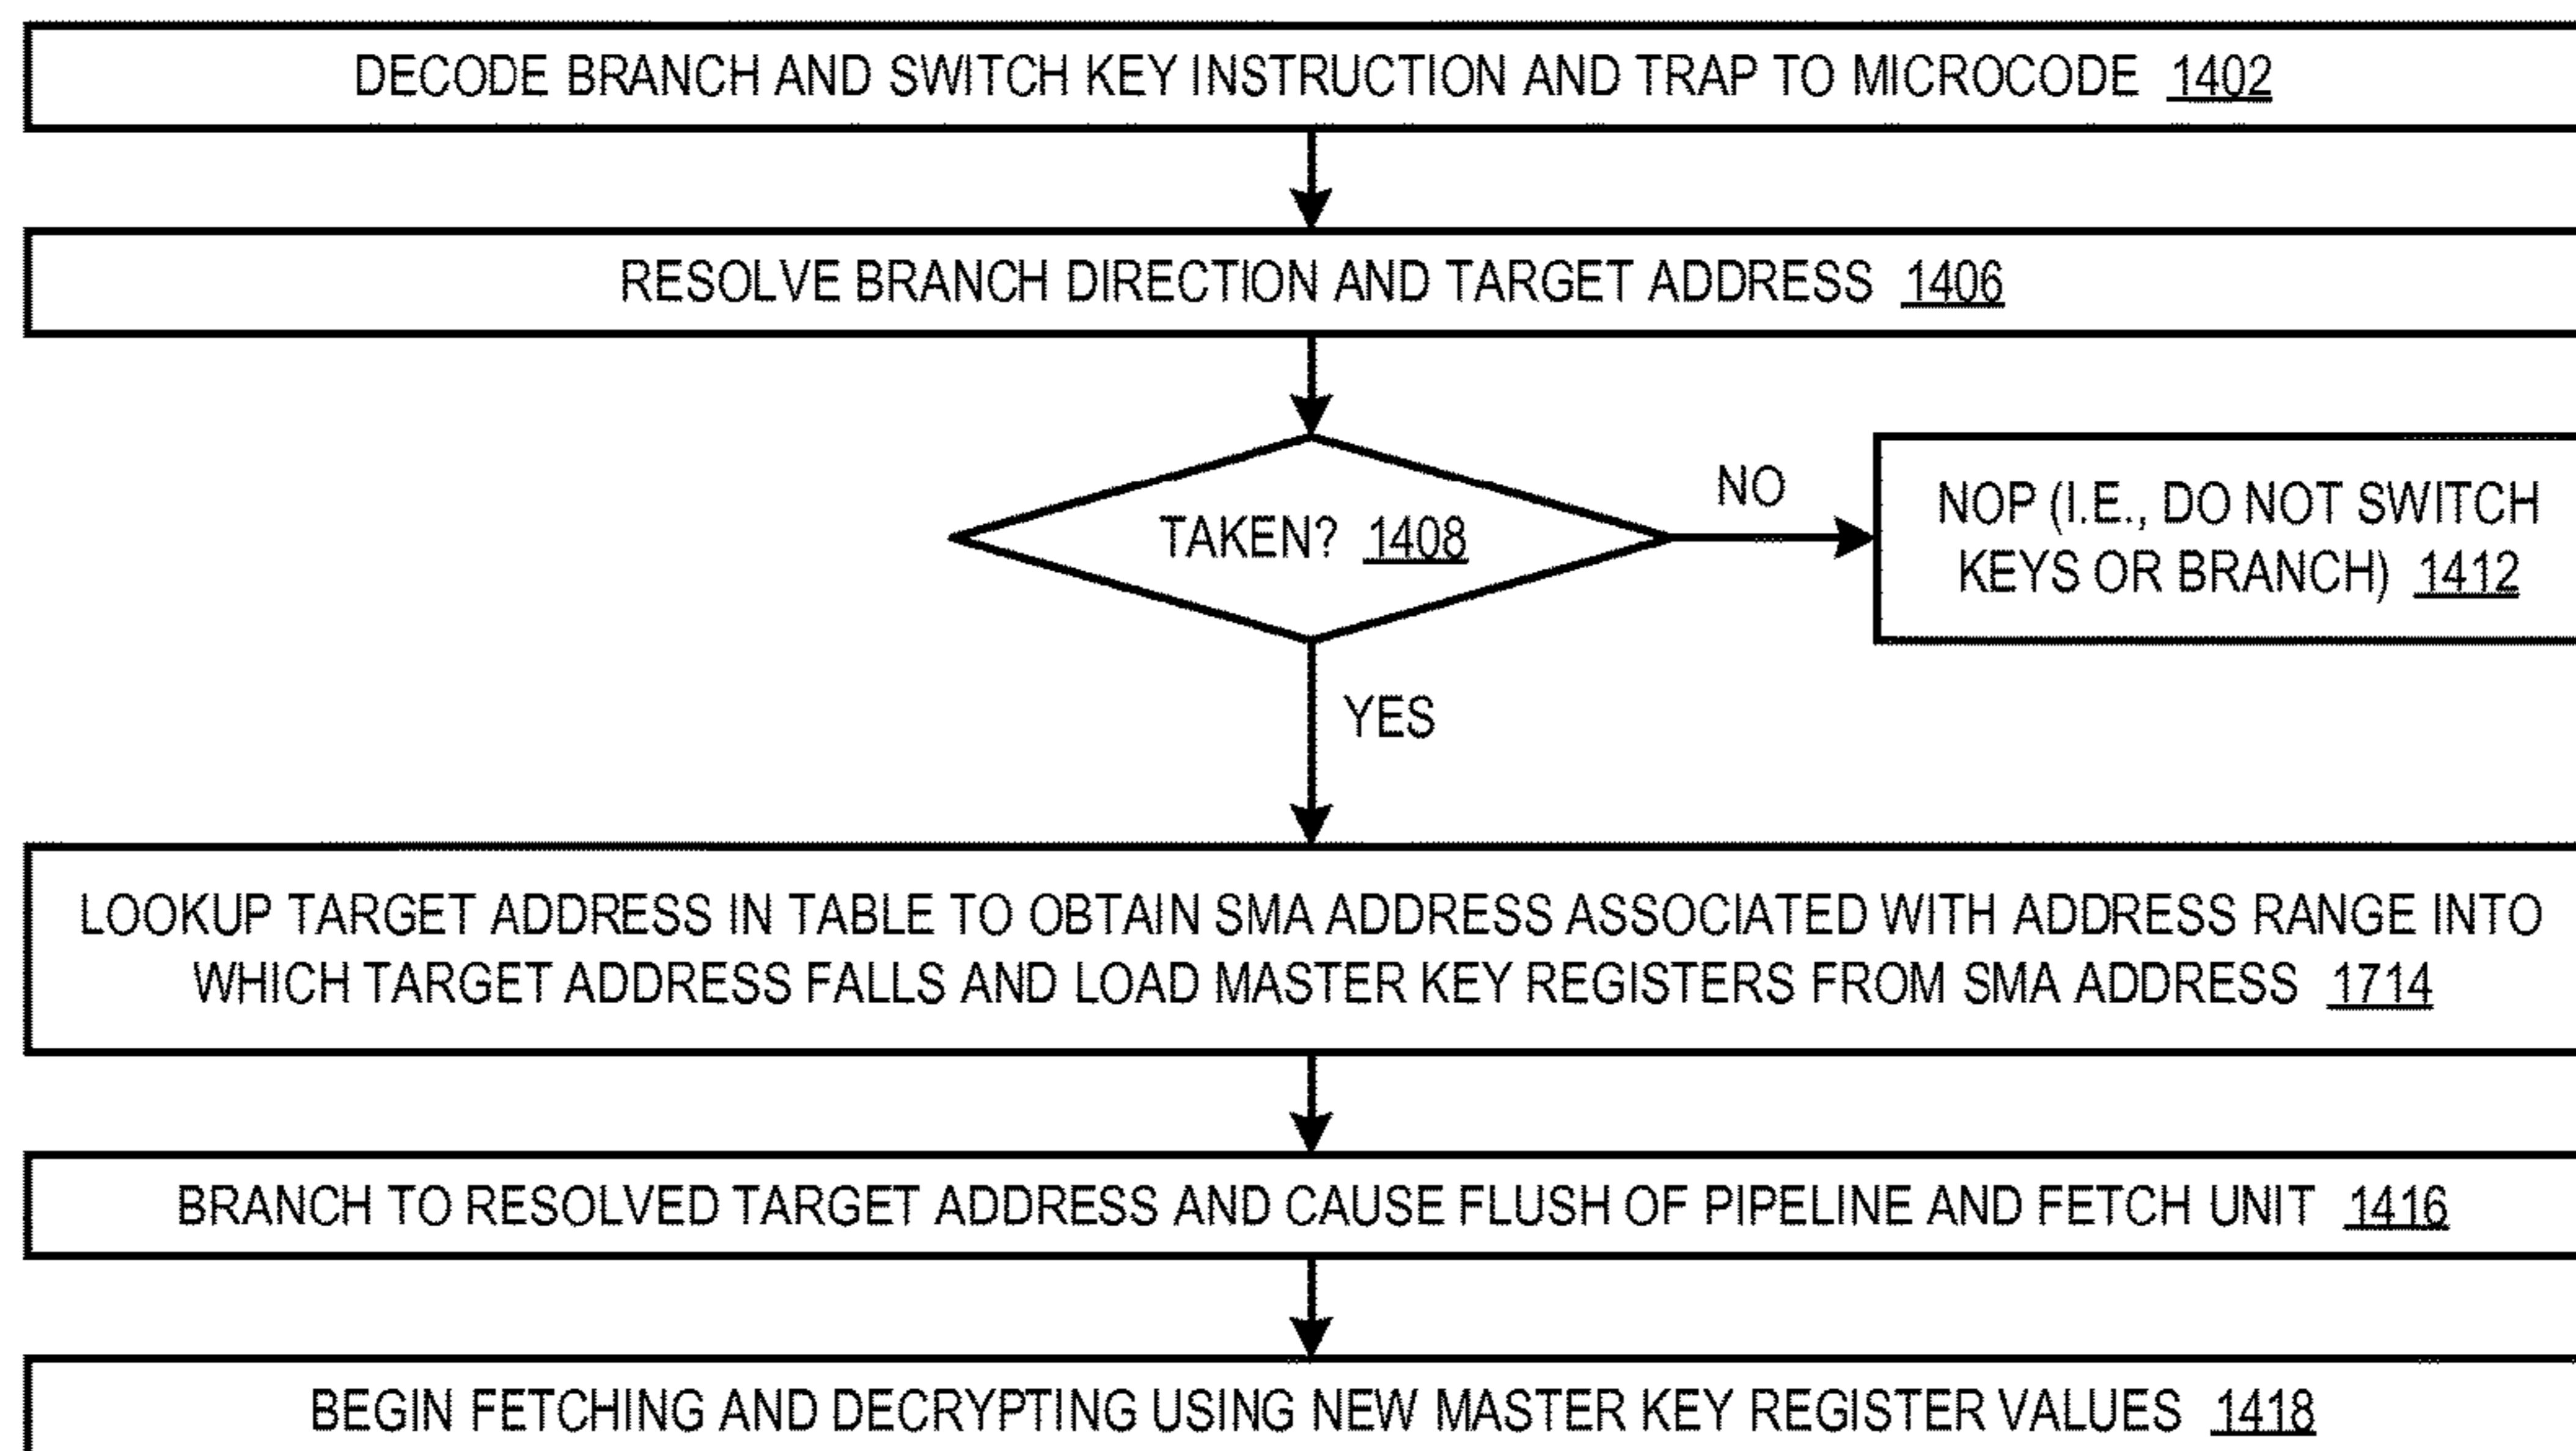 DECODE BRANCH AND SWITCH KEY INSTRUCTION AND TRAP TO MICROCODE 1402
RESOLVE BRANCH DIRECTION AND TARGET ADDRESS 1406
TAKEN? 1408
NO
NOP (I.E., DO NOT SWITCH
KEYS OR BRANCH) 1412
YES
LOOKUP TARGET ADDRESS IN TABLE TO OBTAIN SMA ADDRESS ASSOCIATED WITH ADDRESS RANGE INTO
WHICH TARGET ADDRESS FALLS AND LOAD MASTER KEY REGISTERS FROM SMA ADDRESS 1714
BRANCH TO RESOLVED TARGET ADDRESS AND CAUSE FLUSH OF PIPELINE AND FETCH UNIT 1416
BEGIN FETCHING AND DECRYPTING USING NEW MASTER KEY REGISTER VALUES 1418